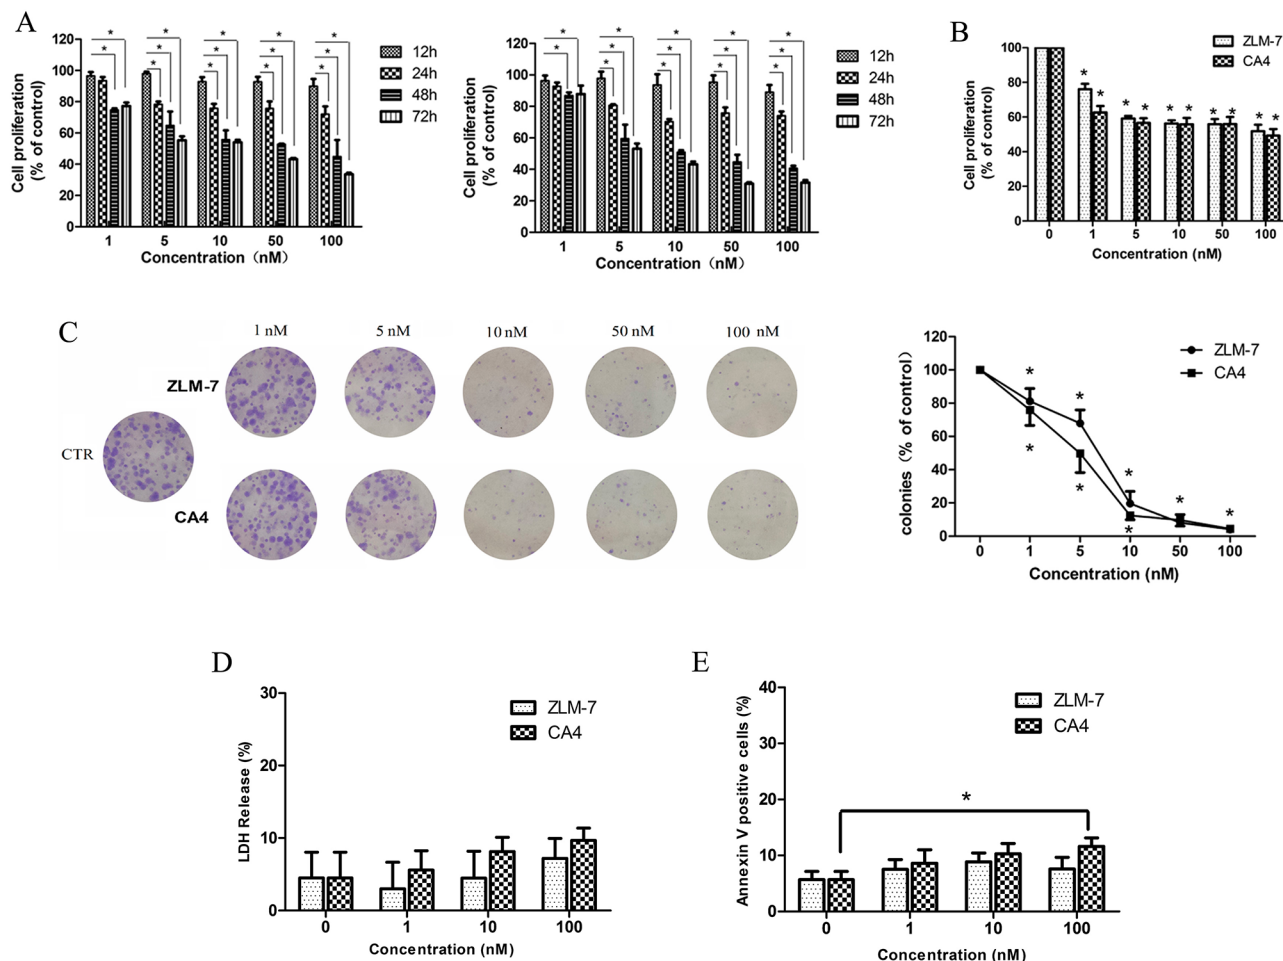 A
Cell proliferation
(% of control)
120
100
80
60
40
20
0
* * * * *
* * * * *
* * * *
12h
24h
48h
72h
1 5 10 50 100
Concentration（nM）
Cell proliferation
(% of control)
120
100
80
60
40
20
0
* * * * *
* * * * *
* * * *
12h
24h
48h
72h
1 5 10 50 100
Concentration（nM）
B
Cell proliferation
(% of control)
100
80
60
40
20
0
* * * * * * * * * *
ZLM-7
CA4
0 1 5 10 50 100
Concentration (nM)
C
1 nM 5 nM 10 nM 50 nM 100 nM
ZLM-7
CTR
CA4
colonies（% of control）
120
100
80
60
40
20
0
* * * * *
* * *
ZLM-7
CA4
0 1 5 10 50 100
Concentration (nM)
D
LDH Release (%)
30
20
10
0
ZLM-7
CA4
0 1 10 100
Concentration (nM)
E
Annexin V positive cells (%)
40
30
20
10
0
*
ZLM-7
CA4
0 1 10 100
Concentration (nM)